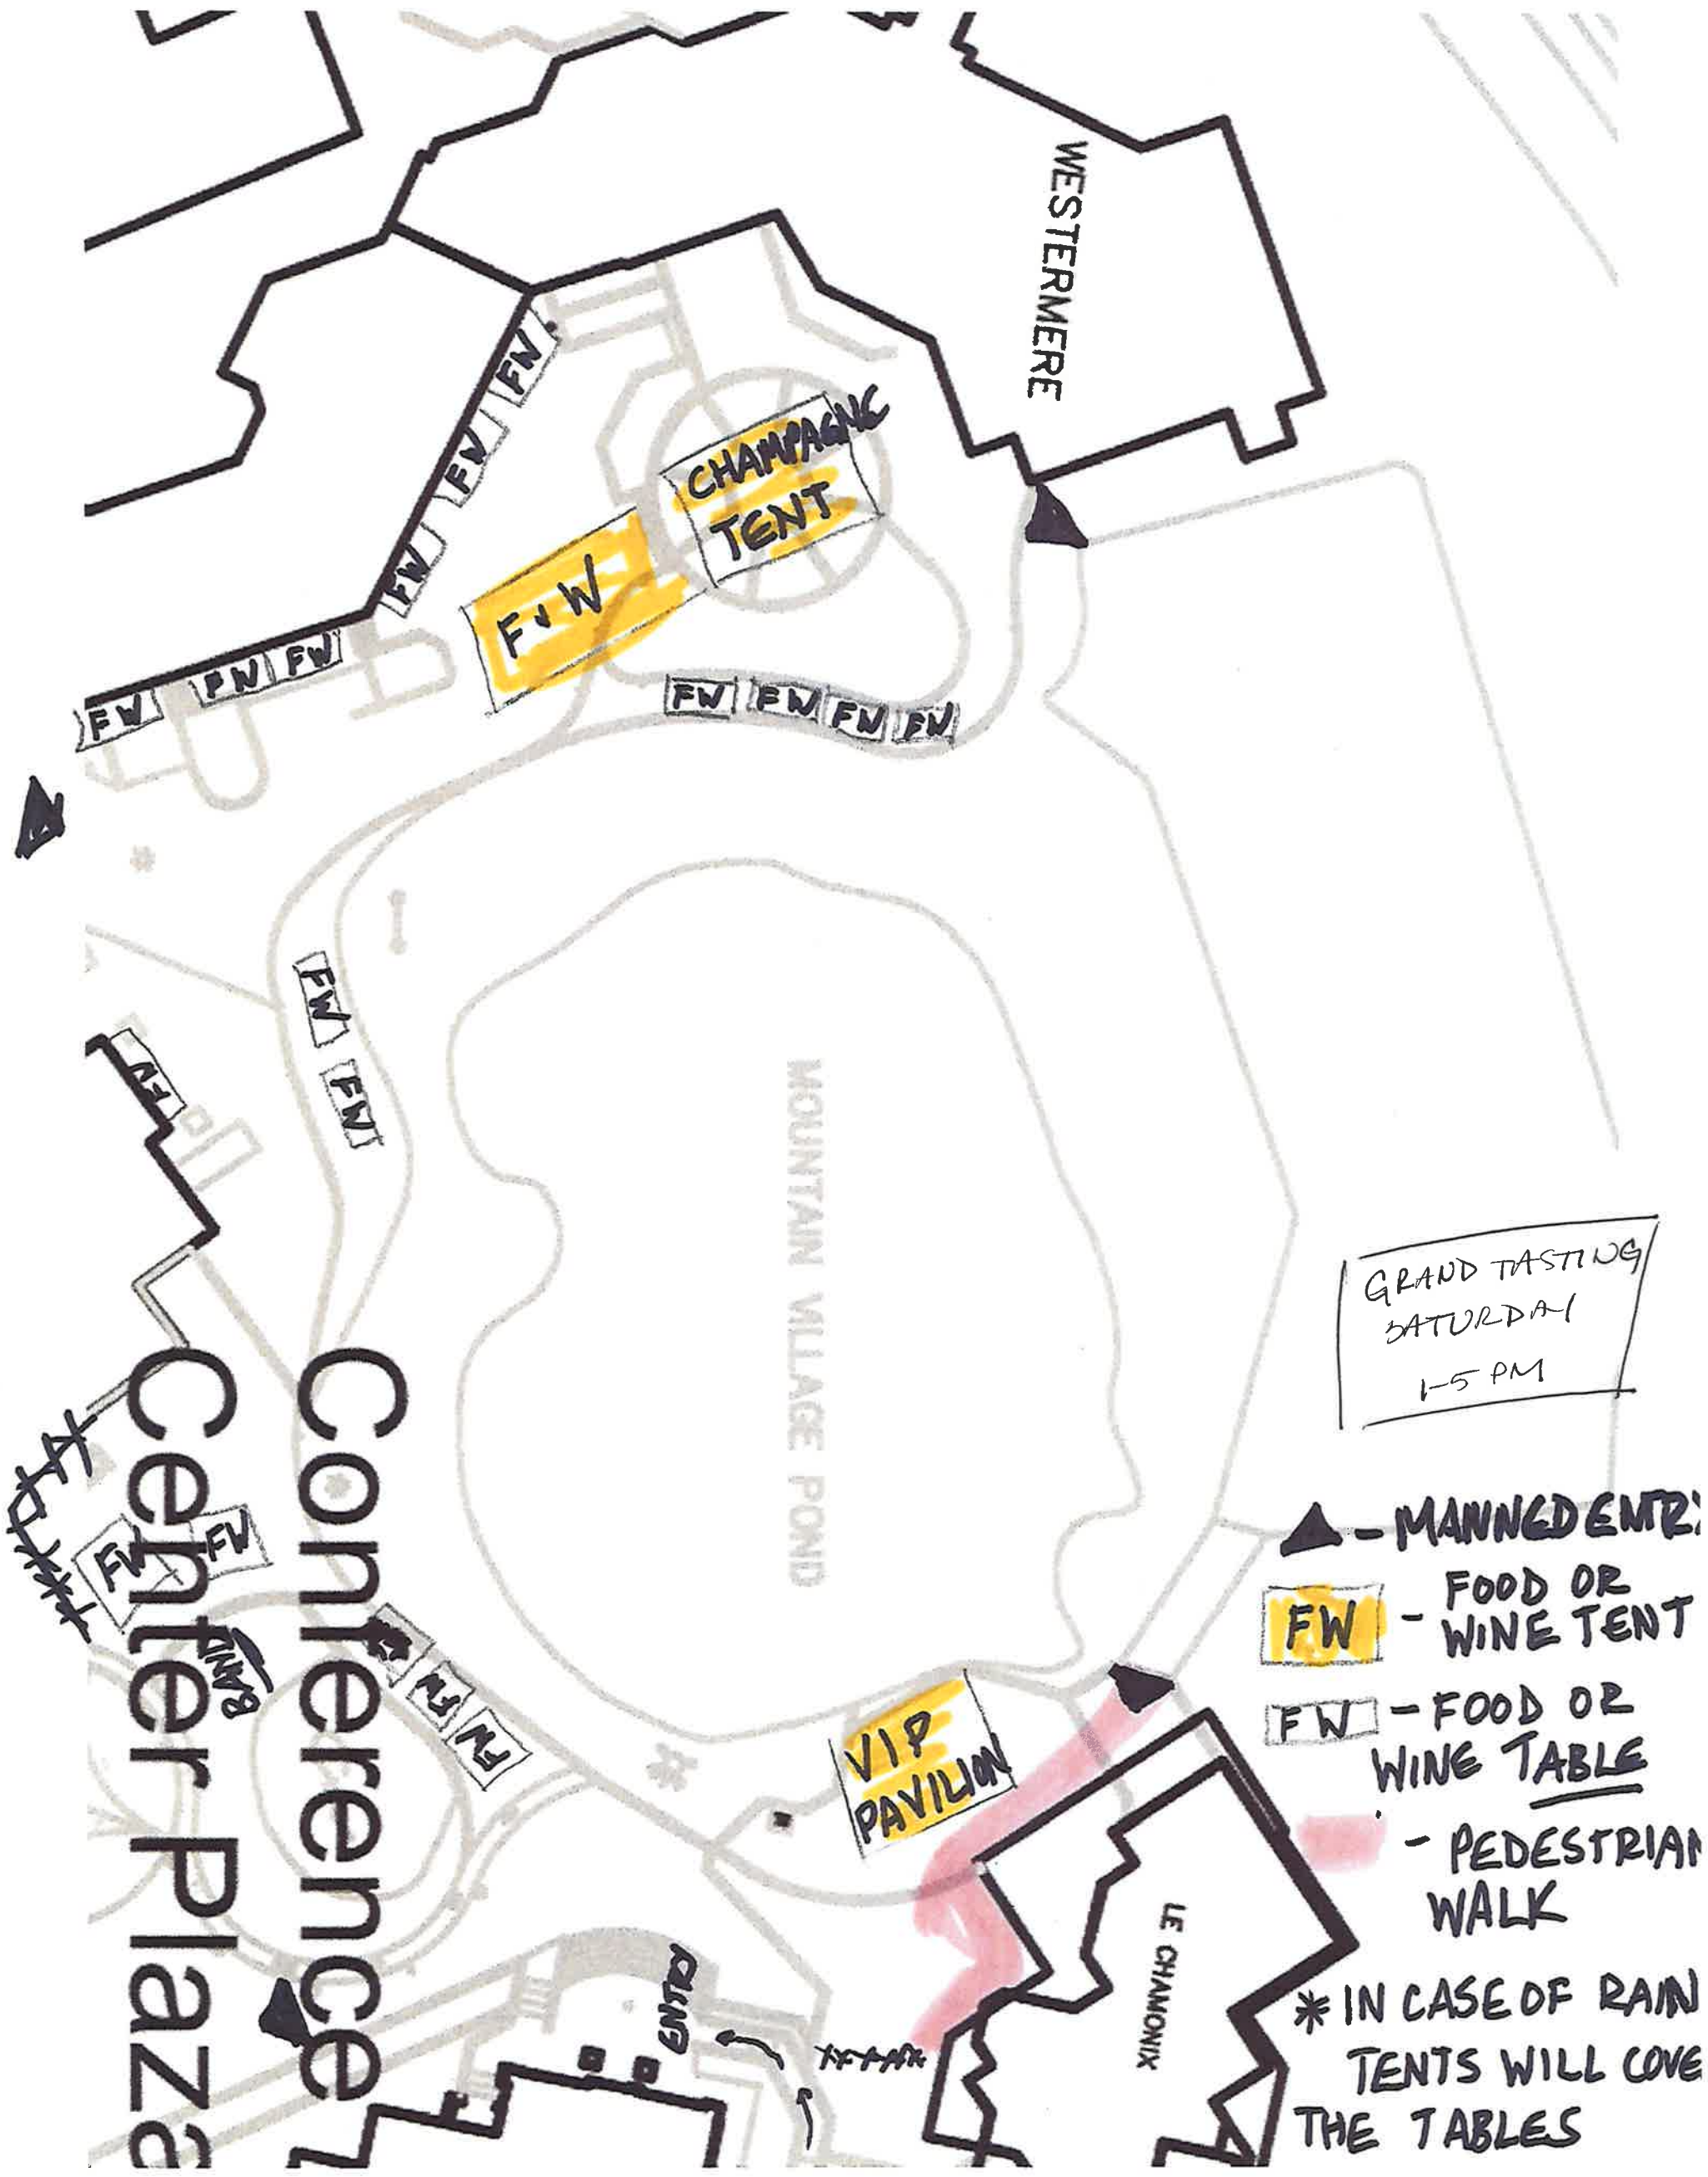 WESTERMERE
FW
FW
FW
CHAMPAGNE
TENT
F & W
FW
FW
FW
FW
FW
FW
FW
FW
FW
FW
MOUNTAIN VILLAGE POND
GRAND TASTING
SATURDAY
1-5 PM
Conference
Center Plaza
FW
FW
BAND
FW
FW
VIP
PAVILION
ENTRY
LE CHAMONIX
- MANNED ENTR
FW - FOOD OR
WINE TENT
FW - FOOD OR
WINE TABLE
- PEDESTRIAN
WALK
* IN CASE OF RAIN
TENTS WILL COVE
THE TABLES